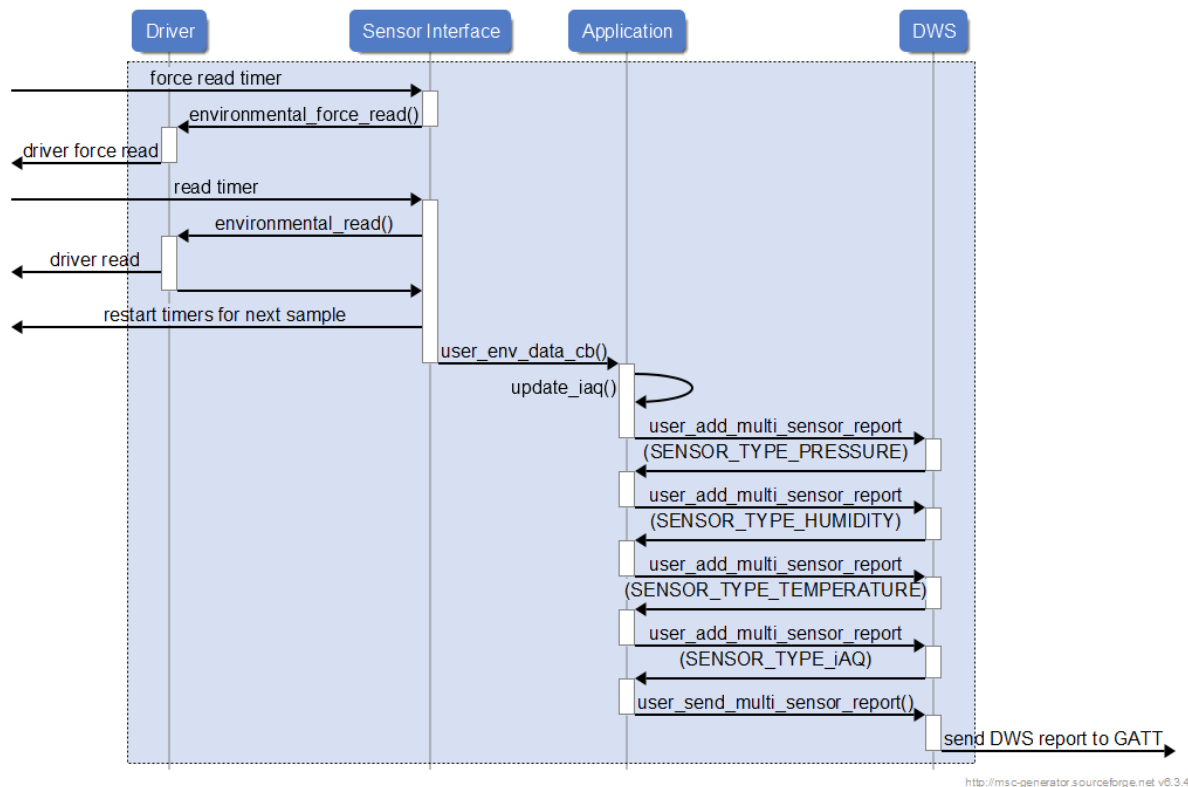 Driver
Sensor Interface
Application
DWS
force read timer
environmental_force_read()
driver force read
read timer
environmental_read()
driver read
restart timers for next sample
user_env_data_cb()
update_iaq()
user_add_multi_sensor_report
(SENSOR_TYPE_PRESSURE)
user_add_multi_sensor_report
(SENSOR_TYPE_HUMIDITY)
user_add_multi_sensor_report
(SENSOR_TYPE_TEMPERATURE)
user_add_multi_sensor_report
(SENSOR_TYPE_iAQ)
user_send_multi_sensor_report()
send DWS report to GATT
http://msc-generator.sourceforge.net v6.3.4